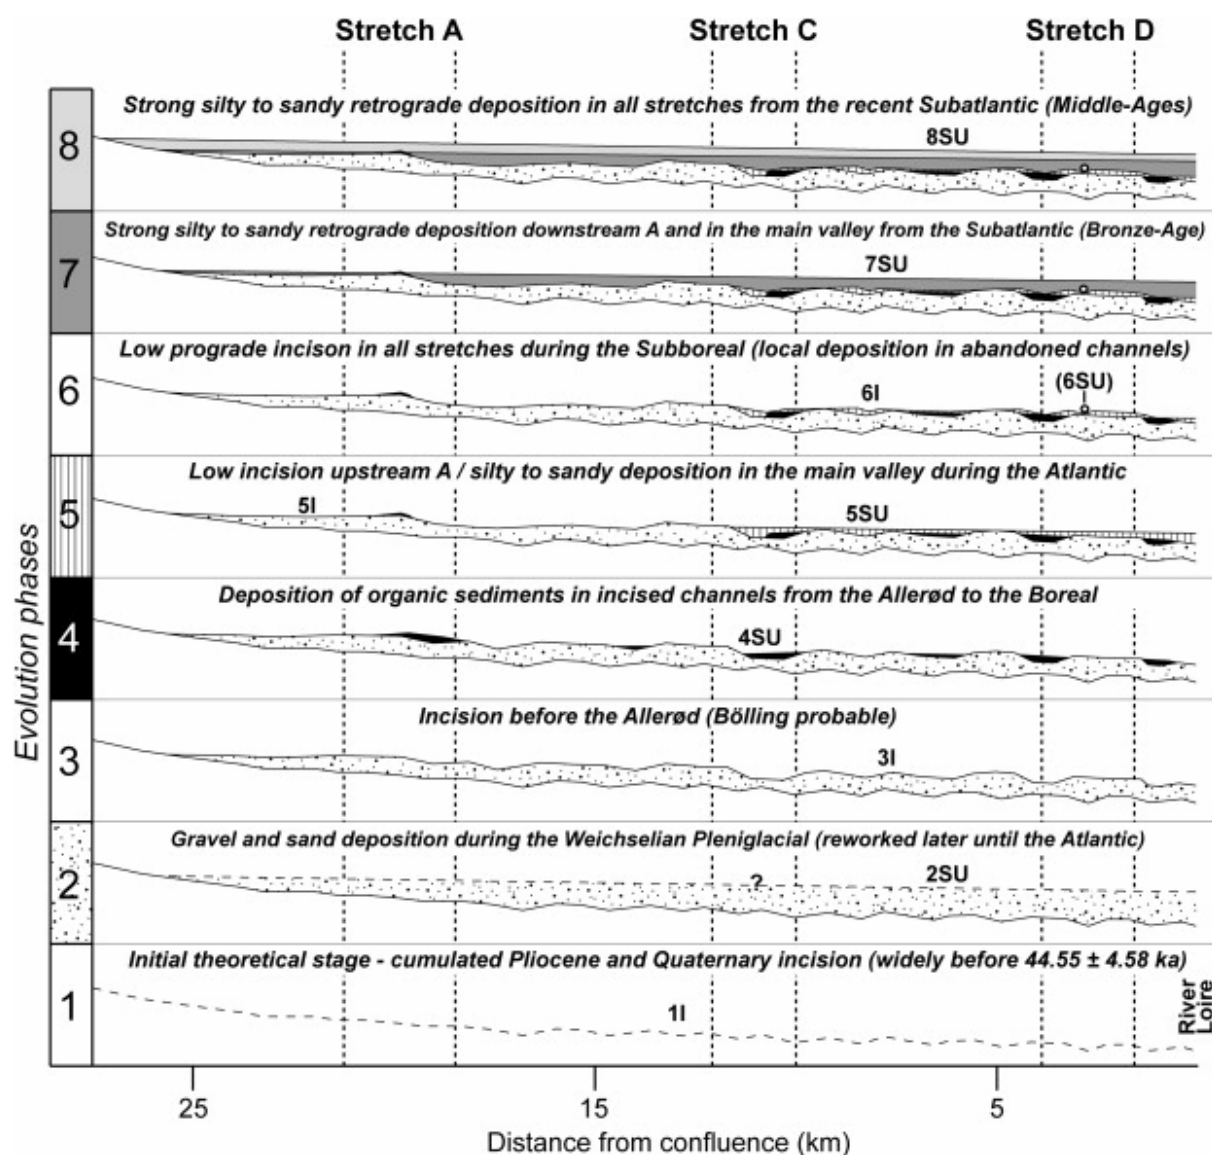 Stretch A Stretch C Stretch D
8
Strong silty to sandy retrograde deposition in all stretches from the recent Subatlantic (Middle-Ages)
8SU
7
Strong silty to sandy retrograde deposition downstream A and in the main valley from the Subatlantic (Bronze-Age)
7SU
6
Low prograde incison in all stretches during the Subboreal (local deposition in abandoned channels)
6I (6SU)
5
Low incision upstream A / silty to sandy deposition in the main valley during the Atlantic
5I 5SU
4
Deposition of organic sediments in incised channels from the Allerød to the Boreal
4SU
3
Incision before the Allerød (Bölling probable)
3I
2
Gravel and sand deposition during the Weichselian Pleniglacial (reworked later until the Atlantic)
? 2SU
1
Initial theoretical stage - cumulated Pliocene and Quaternary incision (widely before 44.55 ± 4.58 ka)
1I
River
Loire
Evolution phases
25 15 5
Distance from confluence (km)